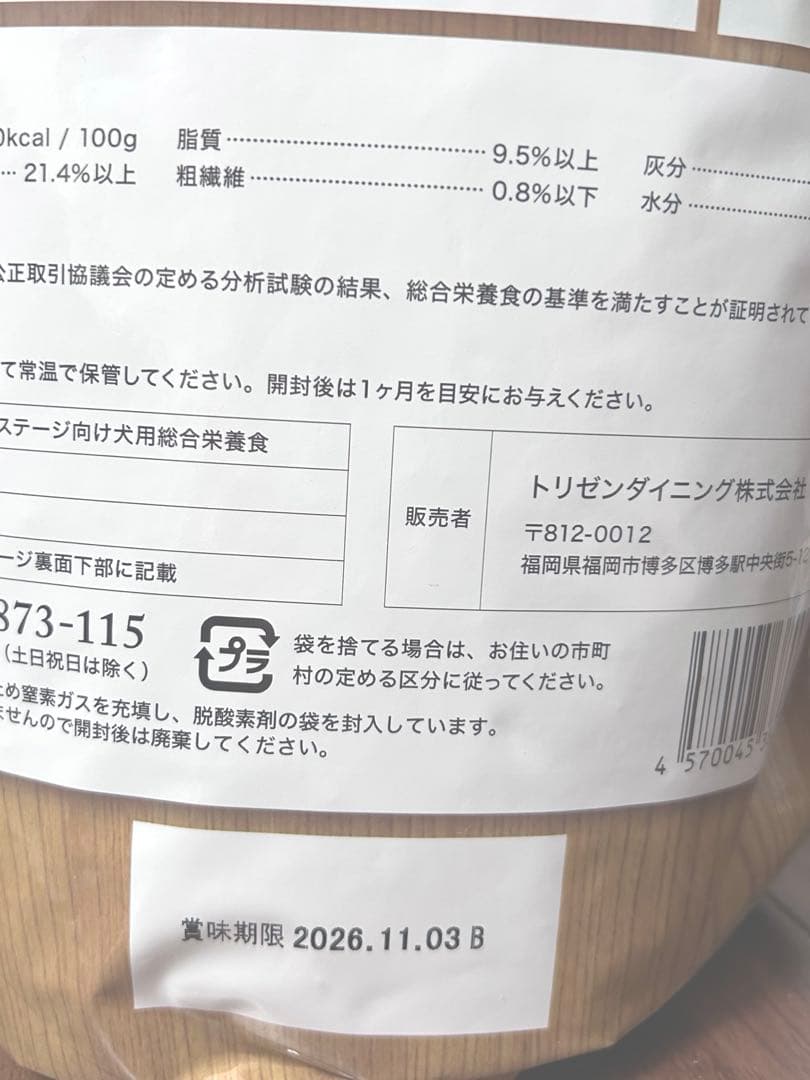 0kcal / 100g 脂質 9.5%以上 灰分
21.4%以上 粗繊維 0.8%以下 水分
公正取引協議会の定める分析試験の結果、総合栄養食の基準を満たすことが証明されて
て常温で保管してください。開封後は1ヶ月を目安にお与えください。
ステージ向け犬用総合栄養食
ージ裏面下部に記載
販売者
トリゼンダイニング株式会社
〒812-0012
福岡県福岡市博多区博多駅中央街5-12
873-115
(土日祝日は除く)
プラ
袋を捨てる場合は、お住いの市町
村の定める区分に従ってください。
ため窒素ガスを充填し、脱酸素剤の袋を封入しています。
ませんので開封後は廃棄してください。
4 570045
賞味期限 2026.11.03 B